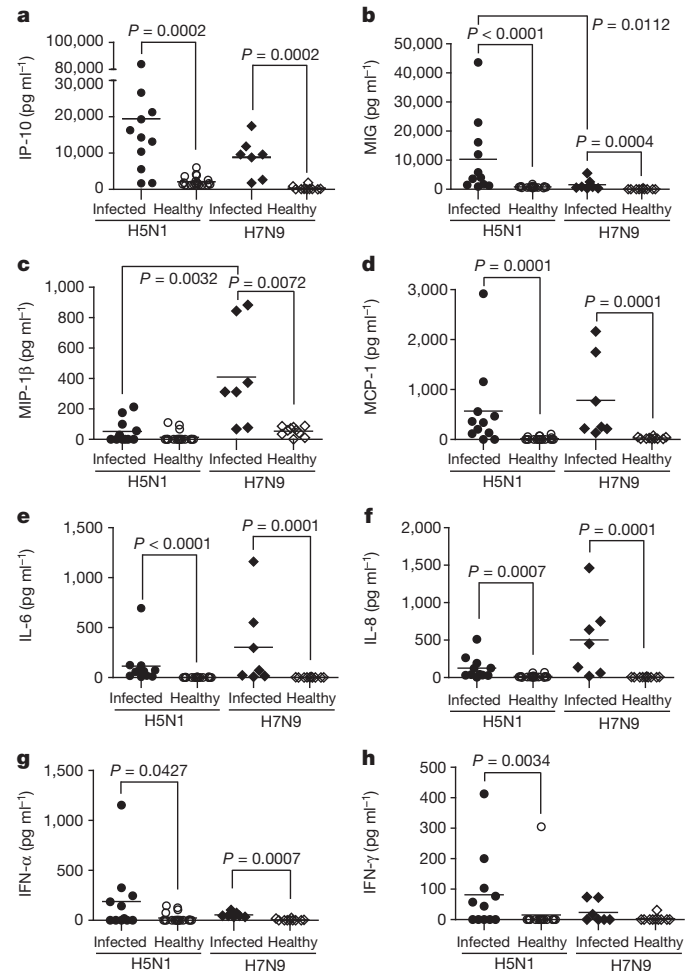 a
P = 0.0002
P = 0.0002
100,000
80,000
60,000
30,000
20,000
10,000
0
IP-10 (pg ml⁻¹)
Infected Healthy Infected Healthy
H5N1 H7N9
b
P = 0.0112
P < 0.0001
P = 0.0004
50,000
40,000
30,000
20,000
10,000
0
MIG (pg ml⁻¹)
Infected Healthy Infected Healthy
H5N1 H7N9
c
P = 0.0032
P = 0.0072
1,000
800
600
400
200
0
MIP-1β (pg ml⁻¹)
Infected Healthy Infected Healthy
H5N1 H7N9
d
P = 0.0001
P = 0.0001
3,000
2,000
1,000
0
MCP-1 (pg ml⁻¹)
Infected Healthy Infected Healthy
H5N1 H7N9
e
P < 0.0001
P = 0.0001
1,500
1,000
500
0
IL-6 (pg ml⁻¹)
Infected Healthy Infected Healthy
H5N1 H7N9
f
P = 0.0007
P = 0.0001
2,000
1,500
1,000
500
0
IL-8 (pg ml⁻¹)
Infected Healthy Infected Healthy
H5N1 H7N9
g
P = 0.0427
P = 0.0007
1,500
1,000
500
0
IFN-α (pg ml⁻¹)
Infected Healthy Infected Healthy
H5N1 H7N9
h
P = 0.0034
500
400
300
200
100
0
IFN-γ (pg ml⁻¹)
Infected Healthy Infected Healthy
H5N1 H7N9